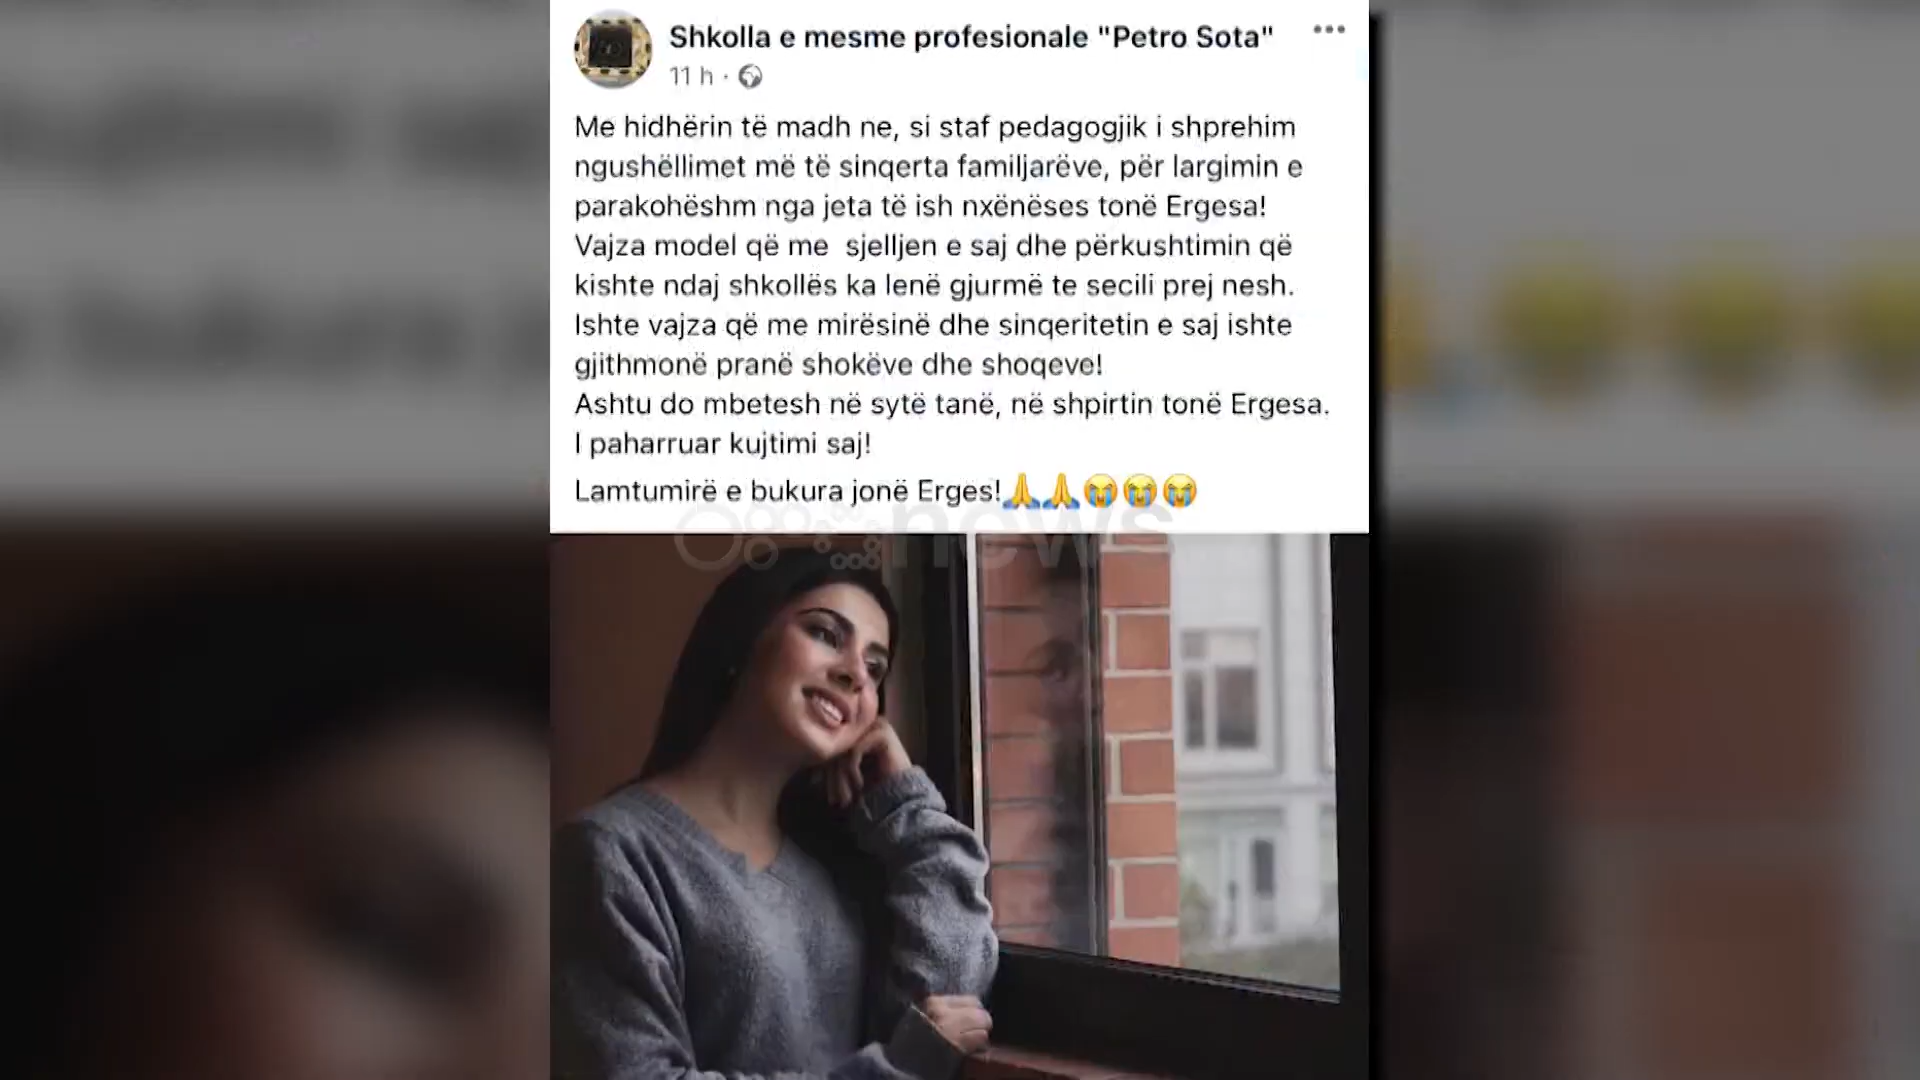 Shkolla e mesme profesionale "Petro Sota"
11 h ·
Me hidhërin të madh ne, si staf pedagogjik i shprehim
ngushëllimet më të sinqerta familjarëve, për largimin e
parakohëshm nga jeta të ish nxënëses tonë Ergesa!
Vajza model që me  sjelljen e saj dhe përkushtimin që
kishte ndaj shkollës ka lenë gjurmë te secili prej nesh.
Ishte vajza që me mirësinë dhe sinqeritetin e saj ishte
gjithmonë pranë shokëve dhe shoqeve!
Ashtu do mbetesh në sytë tanë, në shpirtin tonë Ergesa.
I paharruar kujtimi saj!
Lamtumirë e bukura jonë Erges!🙏🙏😭😭😭
news